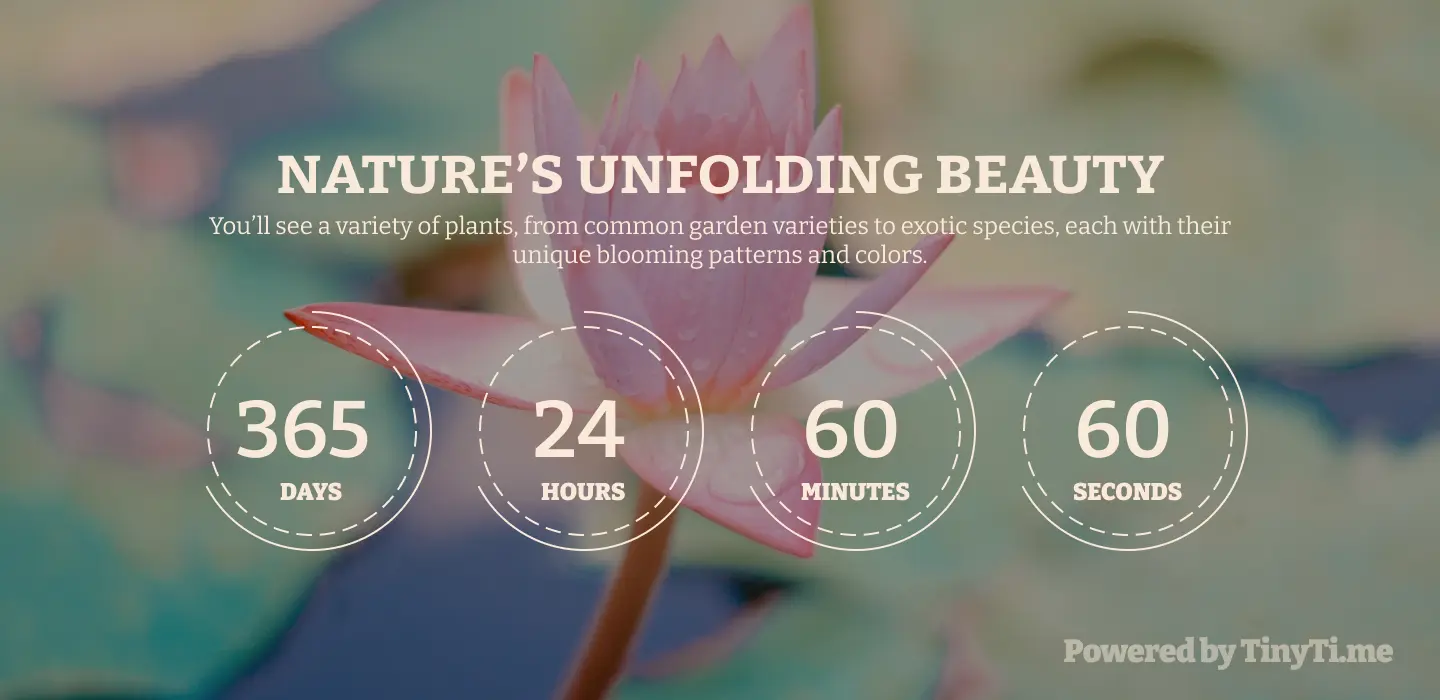 NATURE’S UNFOLDING BEAUTY
You’ll see a variety of plants, from common garden varieties to exotic species, each with their
unique blooming patterns and colors.
365 24 60 60
DAYS HOURS MINUTES SECONDS
Powered by TinyTi.me